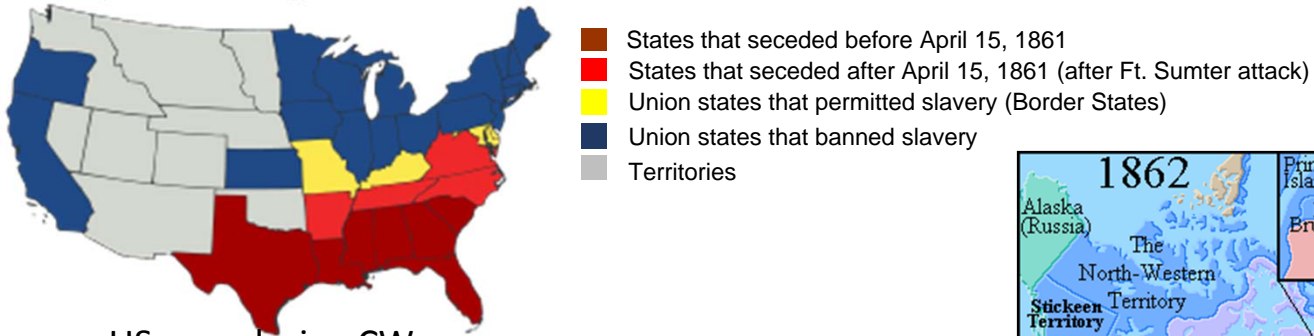 States that seceded before April 15, 1861
States that seceded after April 15, 1861 (after Ft. Sumter attack)
Union states that permitted slavery (Border States)
Union states that banned slavery
Territories
1862
Alaska
(Russia)
The
North-Western
Territory
Stickeen
Territory